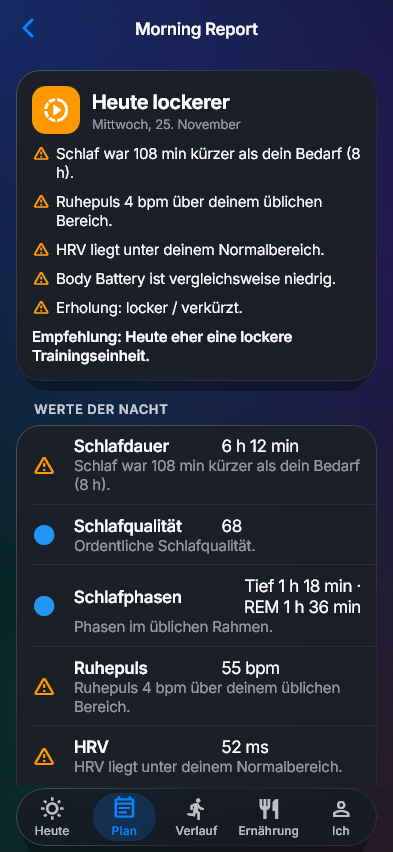 Morning Report
Heute lockerer
Mittwoch, 25. November
Schlaf war 108 min kürzer als dein Bedarf (8
h).
Ruhepuls 4 bpm über deinem üblichen
Bereich.
HRV liegt unter deinem Normalbereich.
Body Battery ist vergleichsweise niedrig.
Erholung: locker / verkürzt.
Empfehlung: Heute eher eine lockere
Trainingseinheit.
WERTE DER NACHT
Schlafdauer 6 h 12 min
Schlaf war 108 min kürzer als dein Bedarf
(8 h).
Schlafqualität 68
Ordentliche Schlafqualität.
Schlafphasen Tief 1 h 18 min ·
REM 1 h 36 min
Phasen im üblichen Rahmen.
Ruhepuls 55 bpm
Ruhepuls 4 bpm über deinem üblichen
Bereich.
HRV 52 ms
HRV liegt unter deinem Normalbereich.
Heute Plan Verlauf Ernährung Ich